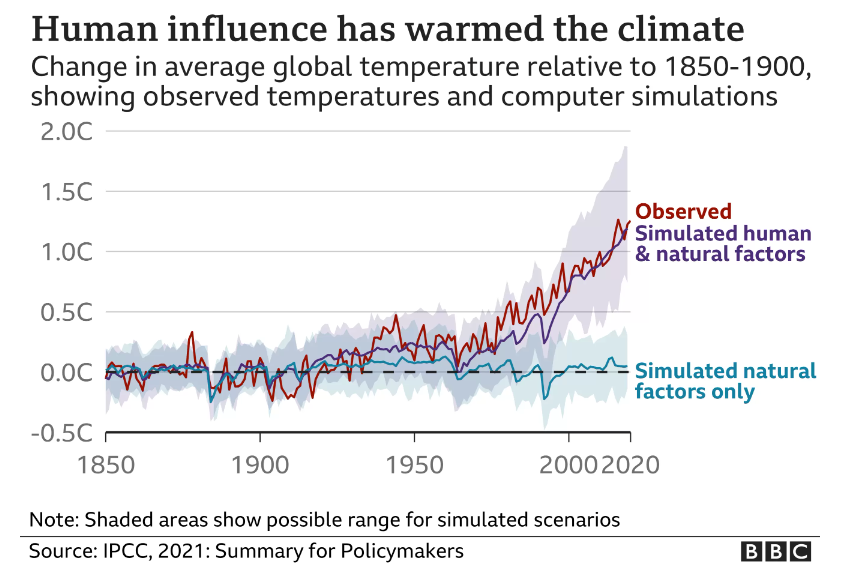 Human influence has warmed the climate
Change in average global temperature relative to 1850-1900,
showing observed temperatures and computer simulations
2.0C
1.5C
1.0C
0.5C
0.0C
-0.5C
Observed
Simulated human
& natural factors
Simulated natural
factors only
1850 1900 1950 2000 2020
Note: Shaded areas show possible range for simulated scenarios
Source: IPCC, 2021: Summary for Policymakers
BBC